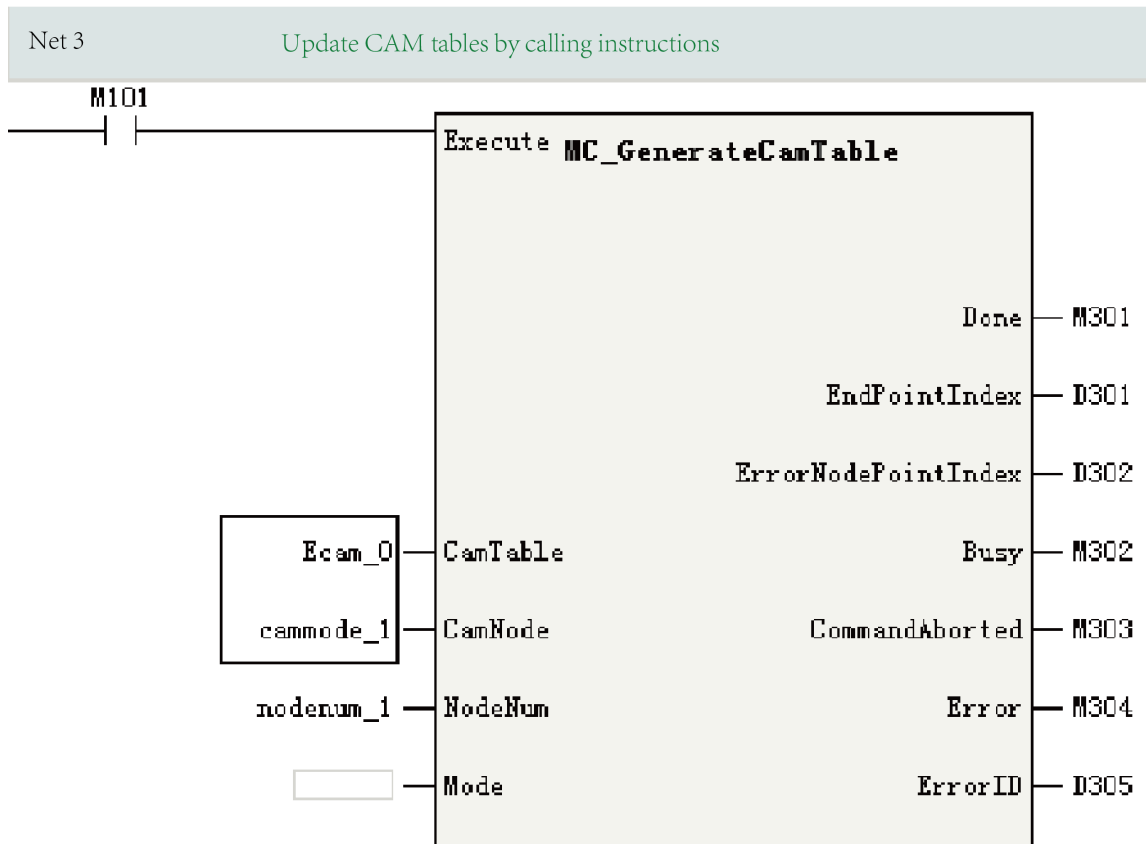 Net 3 Update CAM tables by calling instructions
M101
Execute MC_GenerateCamTable
Done M301
EndPointIndex D301
ErrorNodePointIndex D302
Ecam_0 CamTable Busy M302
cammode_1 CamNode CommandAborted M303
nodenum_1 NodeNum Error M304
Mode ErrorID D305